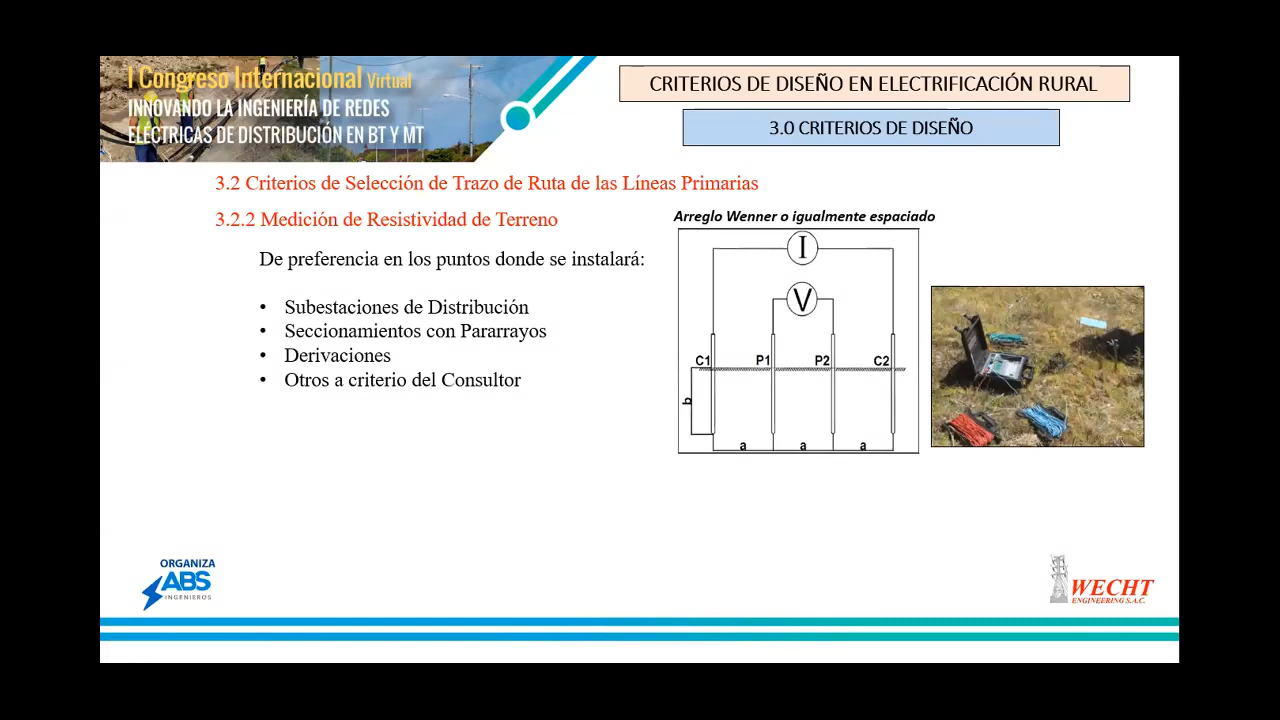 I Congreso Internacional Virtual
INNOVANDO LA INGENIERÍA DE REDES
ELÉCTRICAS DE DISTRIBUCIÓN EN BT Y MT
CRITERIOS DE DISEÑO EN ELECTRIFICACIÓN RURAL
3.0 CRITERIOS DE DISEÑO
3.2 Criterios de Selección de Trazo de Ruta de las Líneas Primarias
3.2.2 Medición de Resistividad de Terreno
De preferencia en los puntos donde se instalará:
• Subestaciones de Distribución
• Seccionamientos con Pararrayos
• Derivaciones
• Otros a criterio del Consultor
Arreglo Wenner o igualmente espaciado
I
V
C1 P1 P2 C2
b
a a a
ORGANIZA
ABS
INGENIEROS
WECHT
ENGINEERING S.A.C.